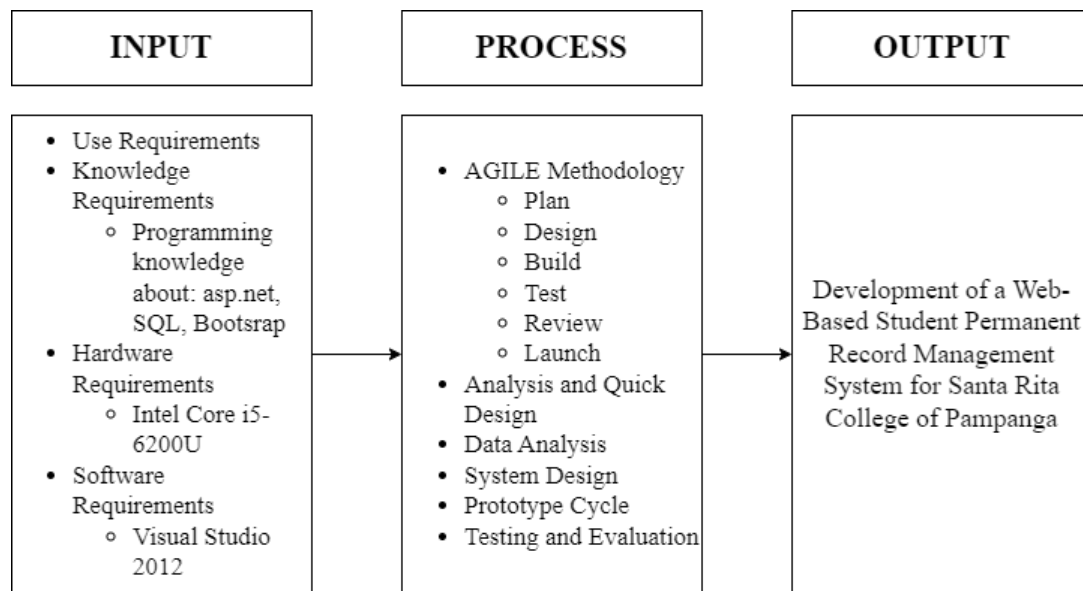 INPUT
PROCESS
OUTPUT
• Use Requirements
• Knowledge
Requirements
○ Programming
knowledge
about: asp.net,
SQL, Bootsrap
• Hardware
Requirements
○ Intel Core i5-
6200U
• Software
Requirements
○ Visual Studio
2012
• AGILE Methodology
○ Plan
○ Design
○ Build
○ Test
○ Review
○ Launch
• Analysis and Quick
Design
• Data Analysis
• System Design
• Prototype Cycle
• Testing and Evaluation
Development of a Web-
Based Student Permanent
Record Management
System for Santa Rita
College of Pampanga